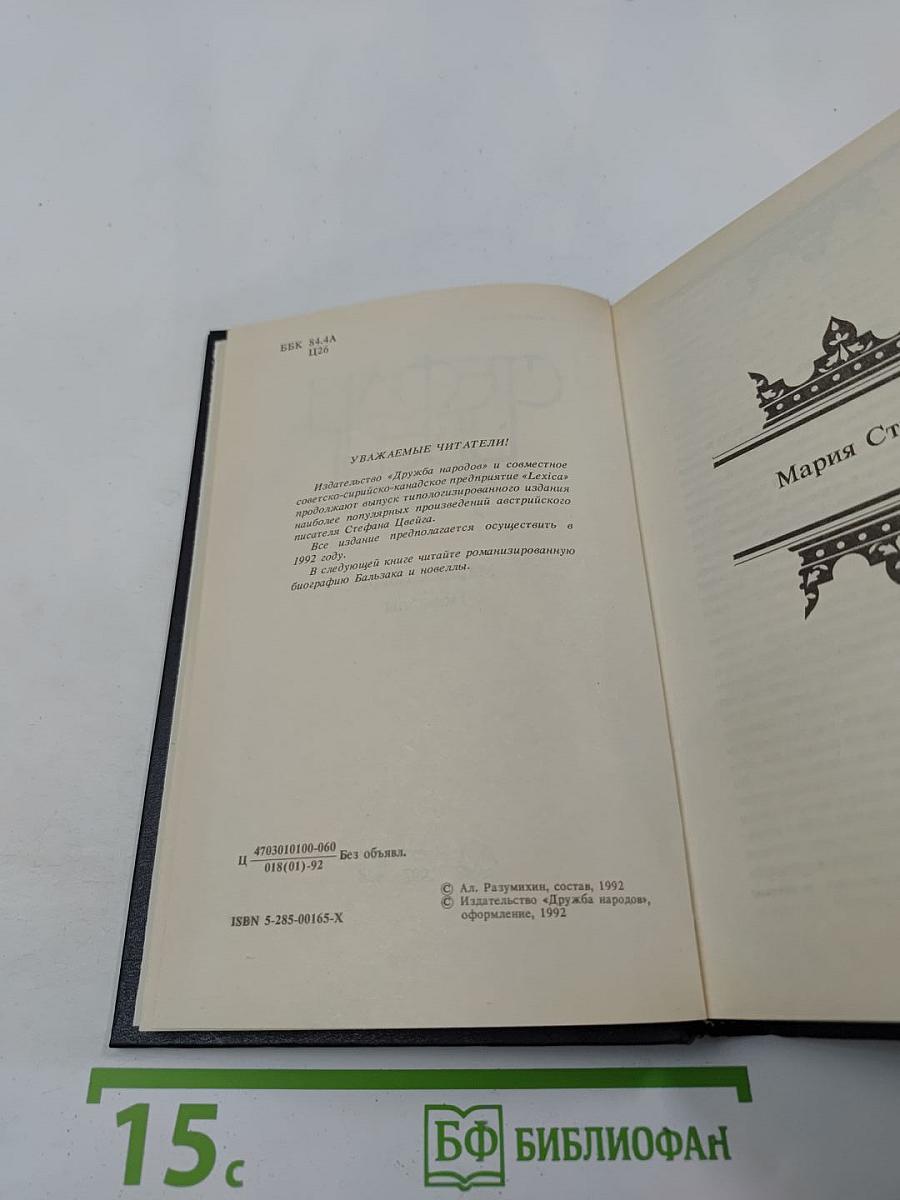 ББК 84.4А
Ц26
УВАЖАЕМЫЕ ЧИТАТЕЛИ!
Издательство «Дружба народов» и совместное
советско-сирийско-канадское предприятие «Lexica»
продолжают выпуск типологизированного издания
наиболее популярных произведений австрийского
писателя Стефана Цвейга.
Все издание предполагается осуществить в
1992 году.
В следующей книге читайте романизированную
биографию Бальзака и новеллы.
Ц 4703010100-060 Без объявл.
018(01)-92
ISBN 5-285-00165-X
© Ал. Разумихин, состав, 1992
© Издательство «Дружба народов»,
оформление, 1992
Мария Ст
15 с
БФ БИБЛИОФАН